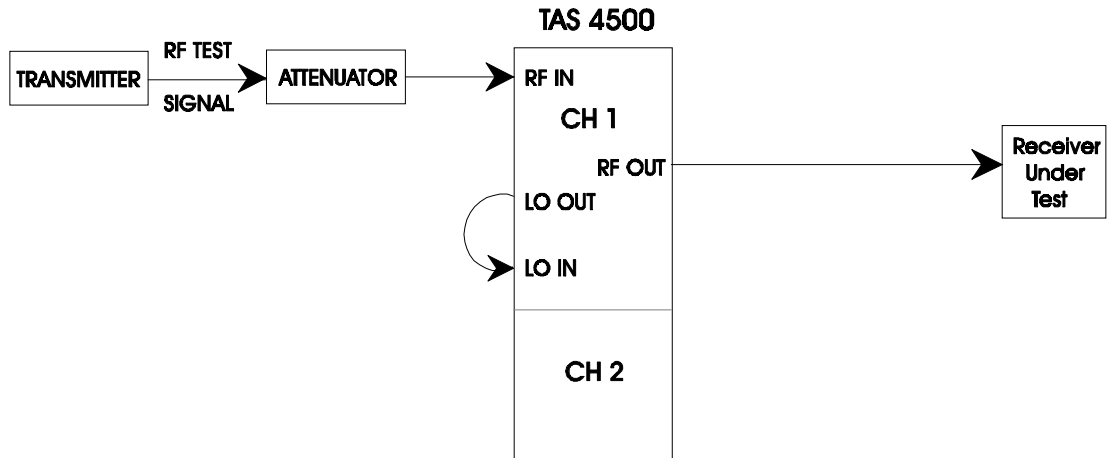 TAS 4500
TRANSMITTER
RF TEST
SIGNAL
ATTENUATOR
RF IN
CH 1
RF OUT
LO OUT
LO IN
CH 2
Receiver
Under
Test